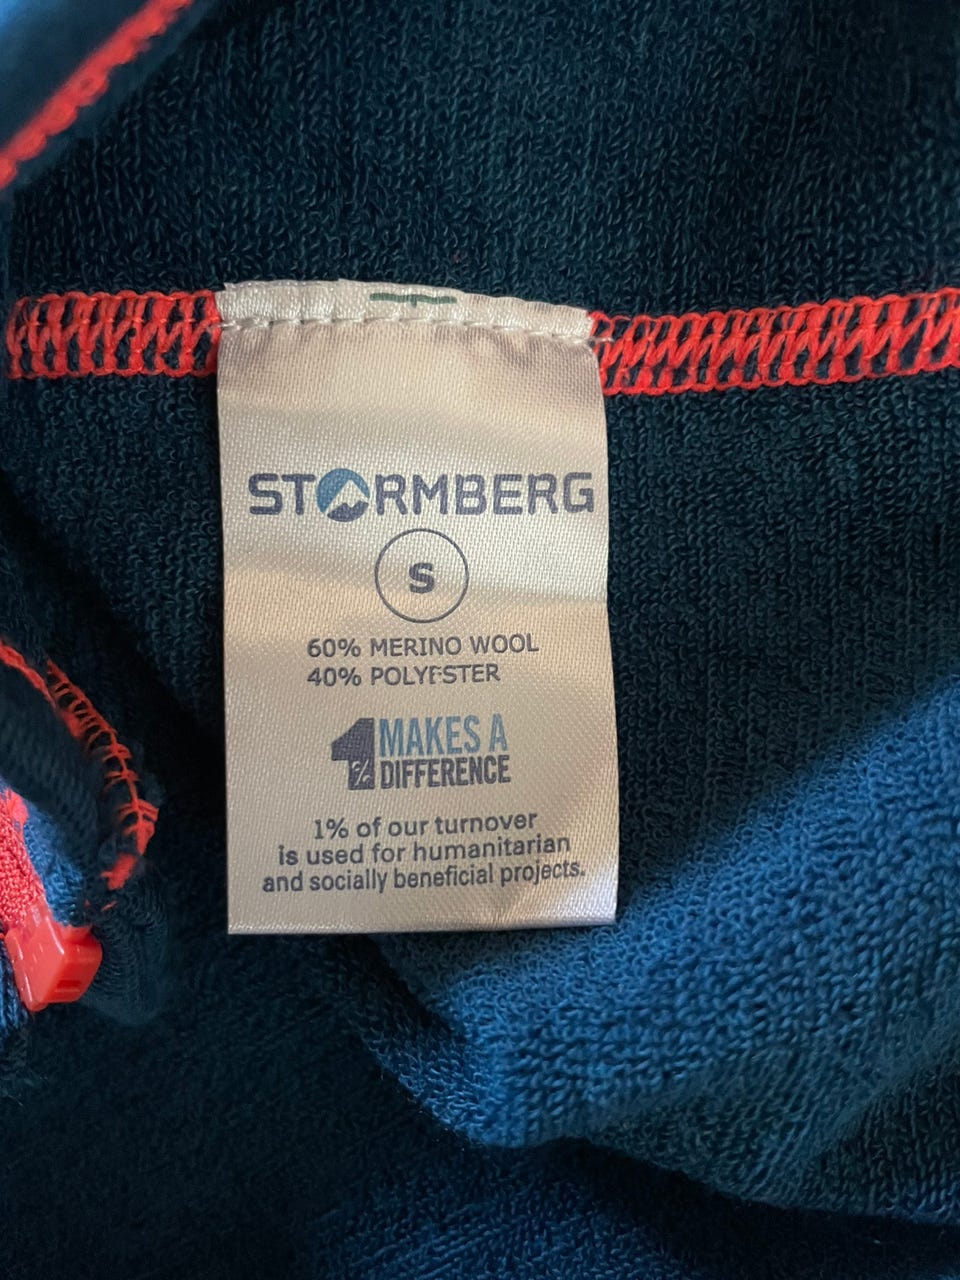 STORMBERG
S
60% MERINO WOOL
40% POLYESTER
1% MAKES A
DIFFERENCE
1% of our turnover
is used for humanitarian
and socially beneficial projects.